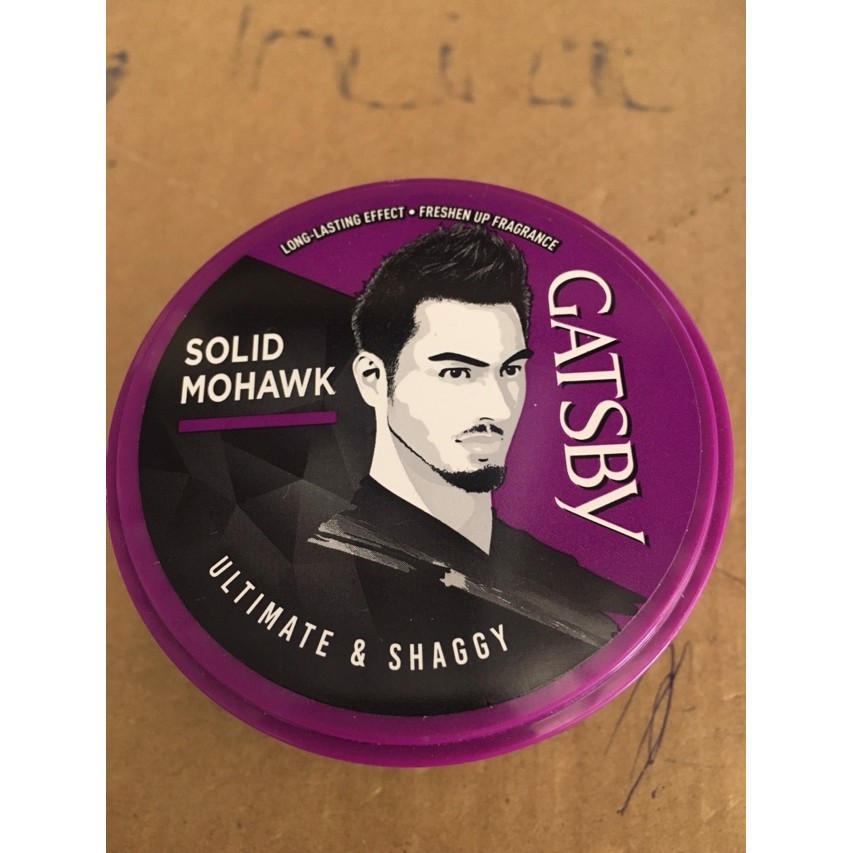 LONG-LASTING EFFECT • FRESHEN UP FRAGRANCE
GATSBY
SOLID
MOHAWK
ULTIMATE & SHAGGY